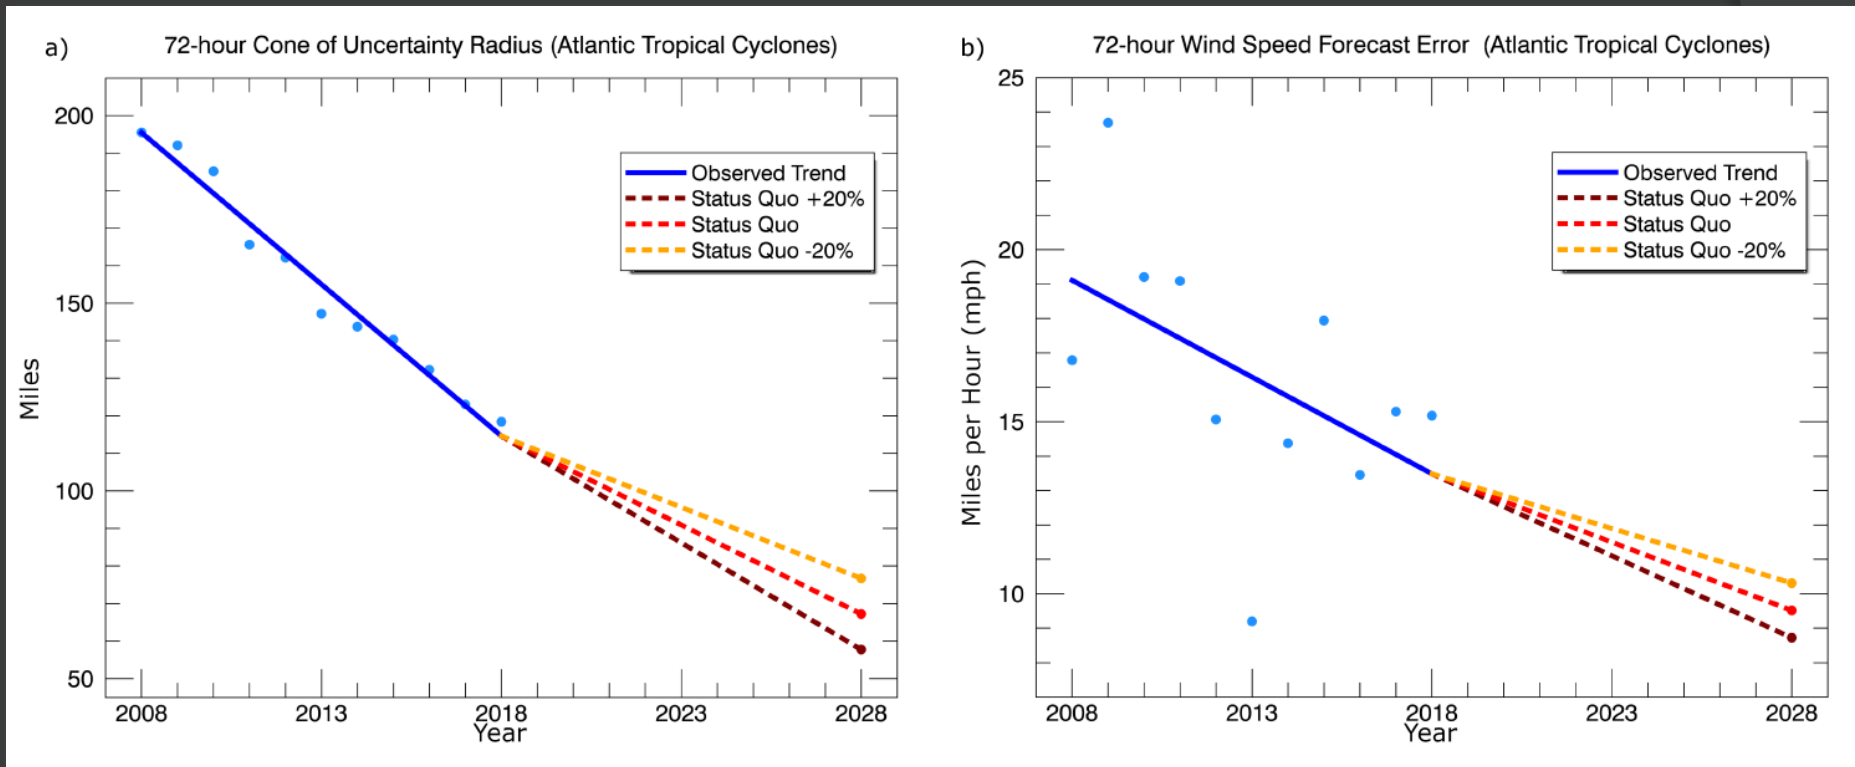 a)
72-hour Cone of Uncertainty Radius (Atlantic Tropical Cyclones)
200
150
100
50
Miles
Observed Trend
Status Quo +20%
Status Quo
Status Quo -20%
2008
2013
2018
2023
2028
Year
b)
72-hour Wind Speed Forecast Error (Atlantic Tropical Cyclones)
25
20
15
10
Miles per Hour (mph)
Observed Trend
Status Quo +20%
Status Quo
Status Quo -20%
2008
2013
2018
2023
2028
Year